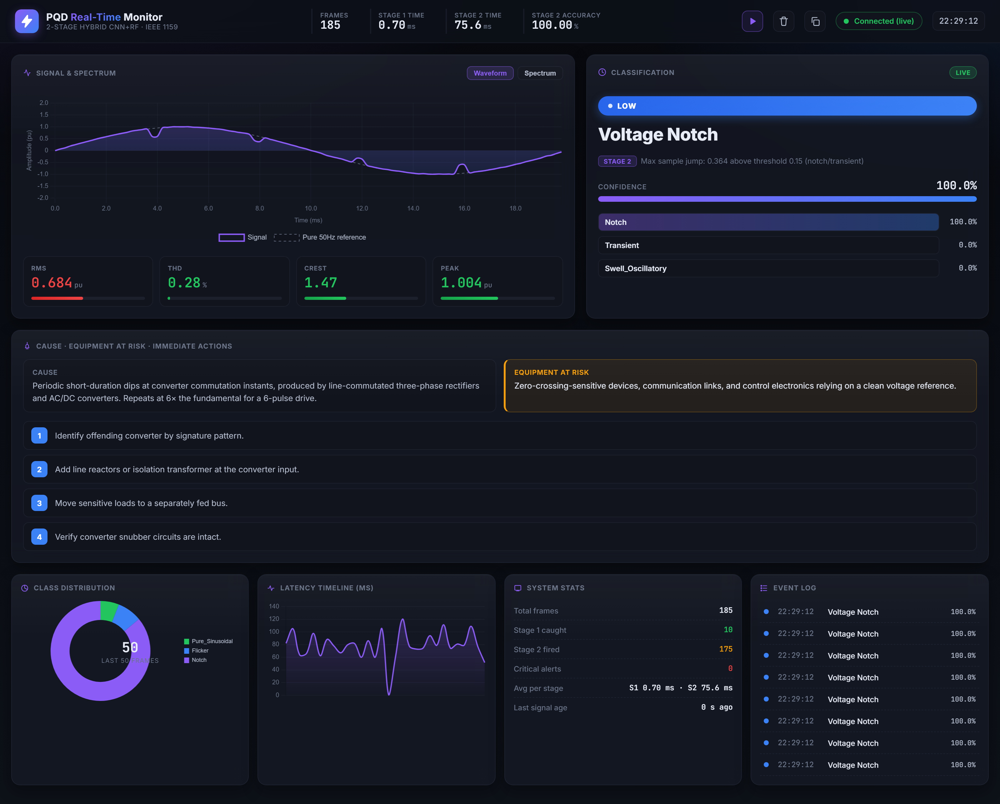 PQD Real-Time Monitor
2-STAGE HYBRID CNN+RF · IEEE 1159
FRAMES
185
STAGE 1 TIME
0.70 ms
STAGE 2 TIME
75.6 ms
STAGE 2 ACCURACY
100.00 %
Connected (live)
22:29:12
SIGNAL & SPECTRUM
Waveform
Spectrum
Amplitude (pu)
2.0
1.5
1.0
0.5
0
-0.5
-1.0
-1.5
-2.0
0.0 2.0 4.0 6.0 8.0 10.0 12.0 14.0 16.0 18.0
Time (ms)
Signal Pure 50Hz reference
RMS
0.684 pu
THD
0.28 %
CREST
1.47
PEAK
1.004 pu
CLASSIFICATION
LIVE
LOW
Voltage Notch
STAGE 2 Max sample jump: 0.364 above threshold 0.15 (notch/transient)
CONFIDENCE 100.0%
Notch 100.0%
Transient 0.0%
Swell_Oscillatory 0.0%
CAUSE · EQUIPMENT AT RISK · IMMEDIATE ACTIONS
CAUSE
Periodic short-duration dips at converter commutation instants, produced by line-commutated three-phase rectifiers
and AC/DC converters. Repeats at 6× the fundamental for a 6-pulse drive.
EQUIPMENT AT RISK
Zero-crossing-sensitive devices, communication links, and control electronics relying on a clean voltage reference.
1 Identify offending converter by signature pattern.
2 Add line reactors or isolation transformer at the converter input.
3 Move sensitive loads to a separately fed bus.
4 Verify converter snubber circuits are intact.
CLASS DISTRIBUTION
50
LAST 50 FRAMES
Pure_Sinusoidal
Flicker
Notch
LATENCY TIMELINE (MS)
140
120
100
80
60
40
20
0
SYSTEM STATS
Total frames 185
Stage 1 caught 10
Stage 2 fired 175
Critical alerts 0
Avg per stage S1 0.70 ms · S2 75.6 ms
Last signal age 0 s ago
EVENT LOG
22:29:12 Voltage Notch 100.0%
22:29:12 Voltage Notch 100.0%
22:29:12 Voltage Notch 100.0%
22:29:12 Voltage Notch 100.0%
22:29:12 Voltage Notch 100.0%
22:29:12 Voltage Notch 100.0%
22:29:12 Voltage Notch 100.0%
22:29:12 Voltage Notch 100.0%